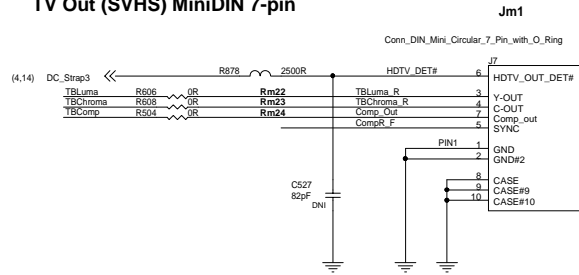 TV Out (SVHS) MiniDIN 7-pin
Jm1
Conn_DIN_Mini_Circular_7_Pin_with_O_Ring
J7
(4,14) DC_Strap3 R878 2500R HDTV_DET# 6 HDTV_OUT_DET#
TBLuma R606 0R Rm22 TBLuma_R 3 Y-OUT
TBChroma R608 0R Rm23 TBChroma_R 4 C-OUT
TBComp R504 0R Rm24 Comp_Out 7 Comp_out
CompR_F 5 SYNC
PIN1 1 GND
2 GND#2
8 CASE
9 CASE#9
10 CASE#10
C527
82pF
DNI